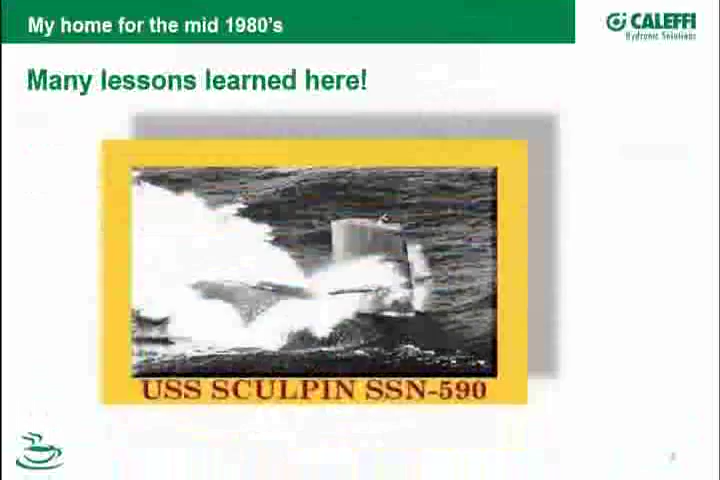 My home for the mid 1980's
CALEFFI
Hydronic Solutions
Many lessons learned here!
USS SCULPIN SSN-590